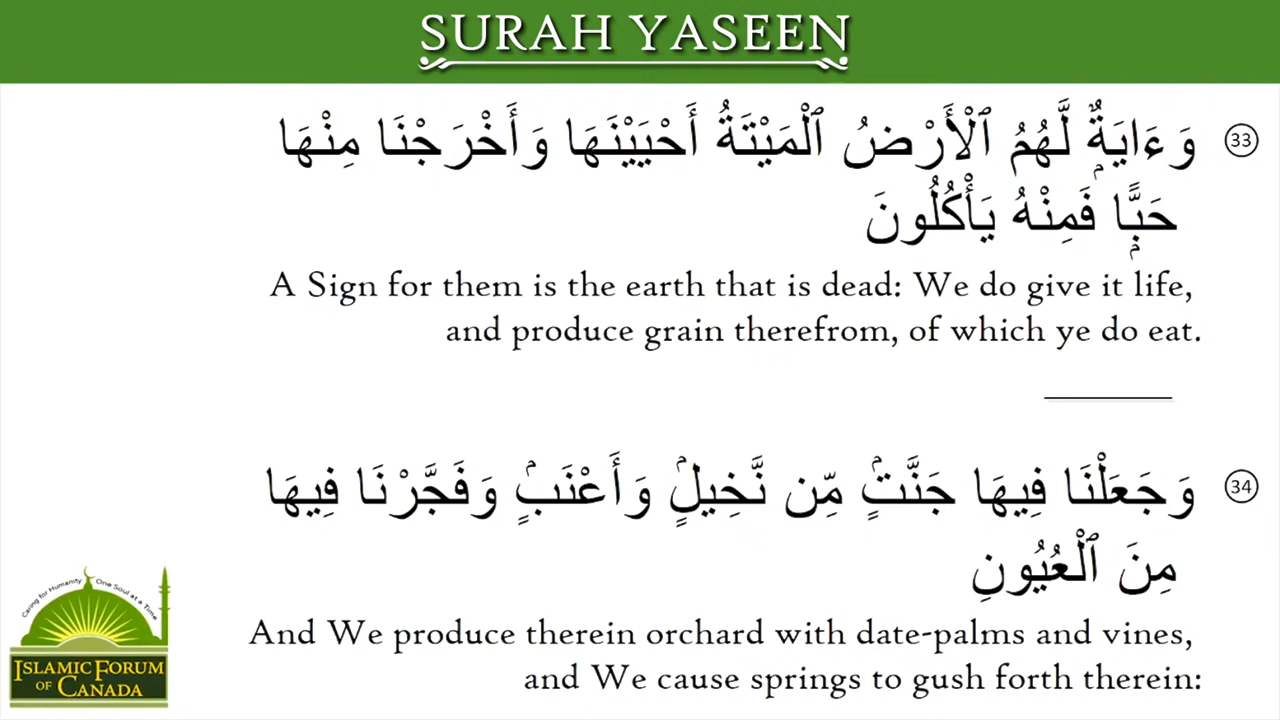 SURAH YASEEN
33 وَءَايَةٌ لَّهُمُ ٱلْأَرْضُ ٱلْمَيْتَةُ أَحْيَيْنَهَا وَأَخْرَجْنَا مِنْهَا
حَبًّا فَمِنْهُ يَأْكُلُونَ
A Sign for them is the earth that is dead: We do give it life,
and produce grain therefrom, of which ye do eat.
34 وَجَعَلْنَا فِيهَا جَنَّتٍ مِّن نَّخِيلٍ وَأَعْنَبٍ وَفَجَّرْنَا فِيهَا
مِنَ ٱلْعُيُونِ
And We produce therein orchard with date-palms and vines,
and We cause springs to gush forth therein:
Caring for Humanity One Soul at a Time
ISLAMIC FORUM
OF CANADA